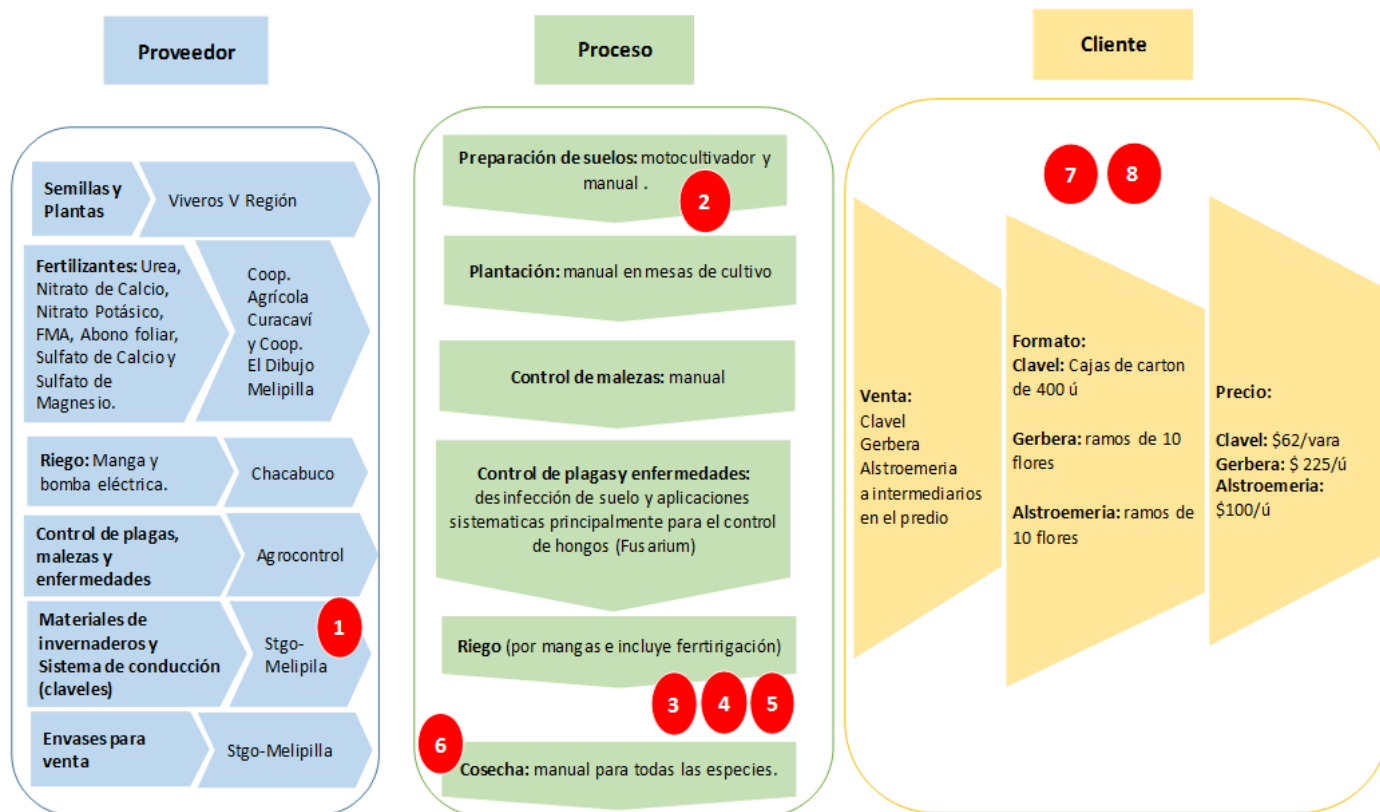 Proveedor
Semillas y
Plantas
Viveros V Región
Fertilizantes: Urea,
Nitrato de Calcio,
Nitrato Potásico,
FMA, Abono foliar,
Sulfato de Calcio y
Sulfato de
Magnesio.
Coop.
Agrícola
Curacaví
y Coop.
El Dibujo
Melipilla
Riego: Manga y
bomba eléctrica.
Chacabuco
Control de plagas,
malezas y
enfermedades
Agrocontrol
Materiales de
invernaderos y
Sistema de conducción
(claveles)
1
Stgo-
Melipila
Envases para
venta
Stgo-Melipilla
Proceso
Preparación de suelos: motocultivador y
manual .
2
Plantación: manual en mesas de cultivo
Control de malezas: manual
Control de plagas y enfermedades:
desinfección de suelo y aplicaciones
sistematicas principalmente para el control
de hongos (Fusarium)
Riego (por mangas e incluye ferrtirigación)
3 4 5
6
Cosecha: manual para todas las especies.
Cliente
7 8
Venta:
Clavel
Gerbera
Alstroemeria
a intermediarios
en el predio
Formato:
Clavel: Cajas de carton
de 400 ú
Gerbera: ramos de 10
flores
Alstroemeria: ramos de
10 flores
Precio:
Clavel: $62/vara
Gerbera: $ 225/ú
Alstroemeria:
$100/ú